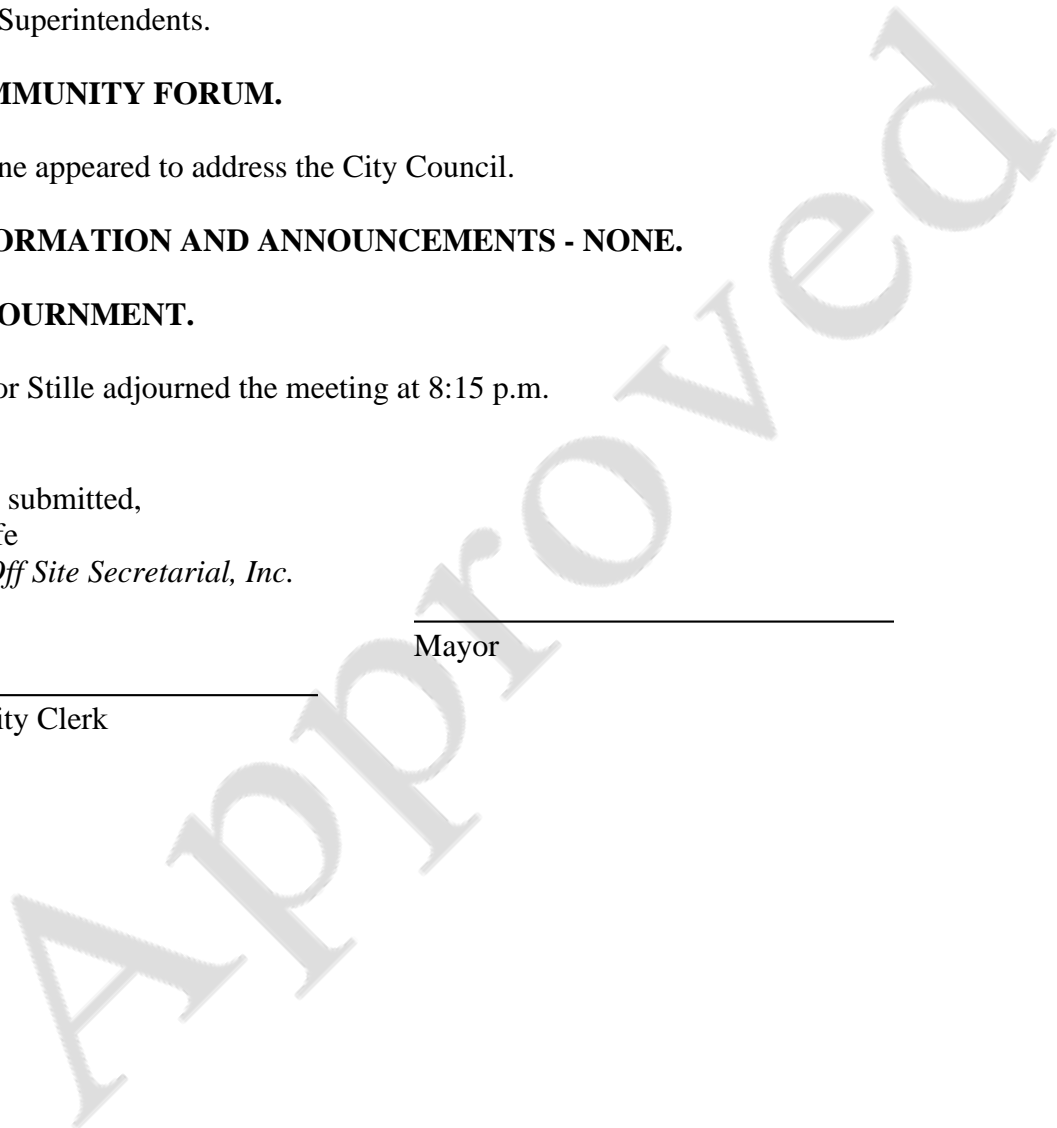 Superintendents.
MMUNITY FORUM.
ne appeared to address the City Council.
ORMATION AND ANNOUNCEMENTS - NONE.
OURNMENT.
or Stille adjourned the meeting at 8:15 p.m.
submitted,
fe
Off Site Secretarial, Inc.
Mayor
ity Clerk
Approved